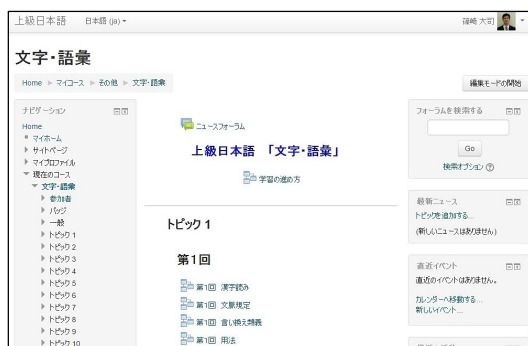 上級日本語 日本語 (ja)
篠崎 大司
文字・語彙
Home ▶ マイコース ▶ その他 ▶ 文字・語彙
編集モードの開始
ナビゲーション
Home
マイホーム
サイトページ
マイプロファイル
現在のコース
文字・語彙
参加者
バッジ
一般
トピック 1
トピック 2
トピック 3
トピック 4
トピック 5
トピック 6
トピック 7
トピック 8
トピック 9
トピック 10
ニュースフォーラム
上級日本語 「文字・語彙」
学習の進め方
トピック 1
第1回
第1回 漢字読み
第1回 文脈規定
第1回 言い換え類義
第1回 用法
フォーラムを検索する
Go
検索オプション
最新ニュース
トピックを追加する...
(新しいニュースはありません)
直近イベント
直近のイベントはありません。
カレンダーへ移動する...
新しいイベント...